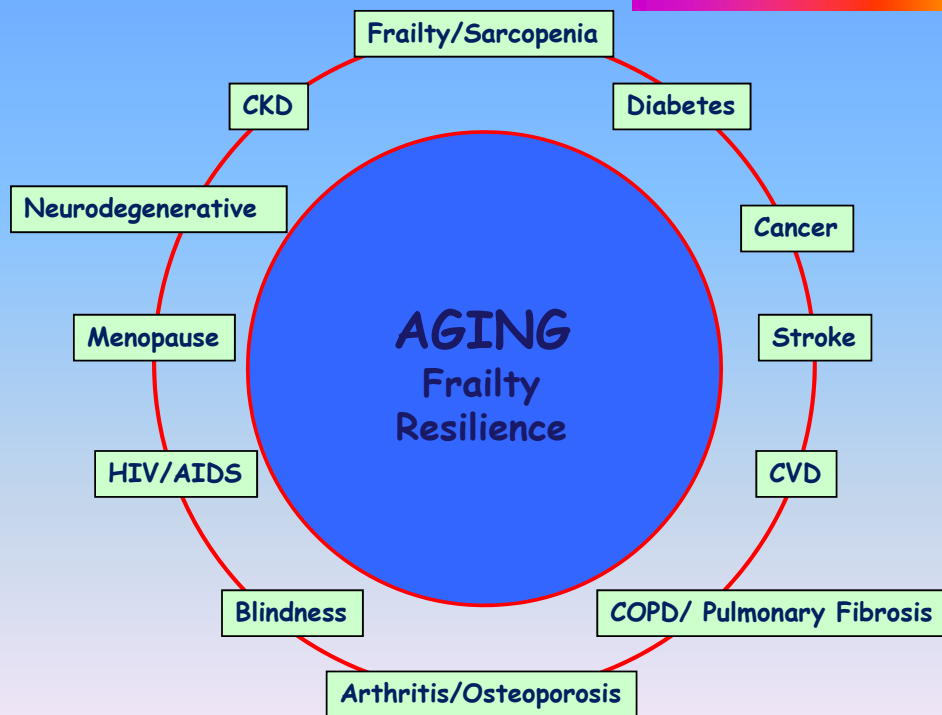 Frailty/Sarcopenia
CKD
Diabetes
Neurodegenerative
Cancer
AGING
Frailty
Resilience
Menopause
Stroke
HIV/AIDS
CVD
Blindness
COPD/ Pulmonary Fibrosis
Arthritis/Osteoporosis